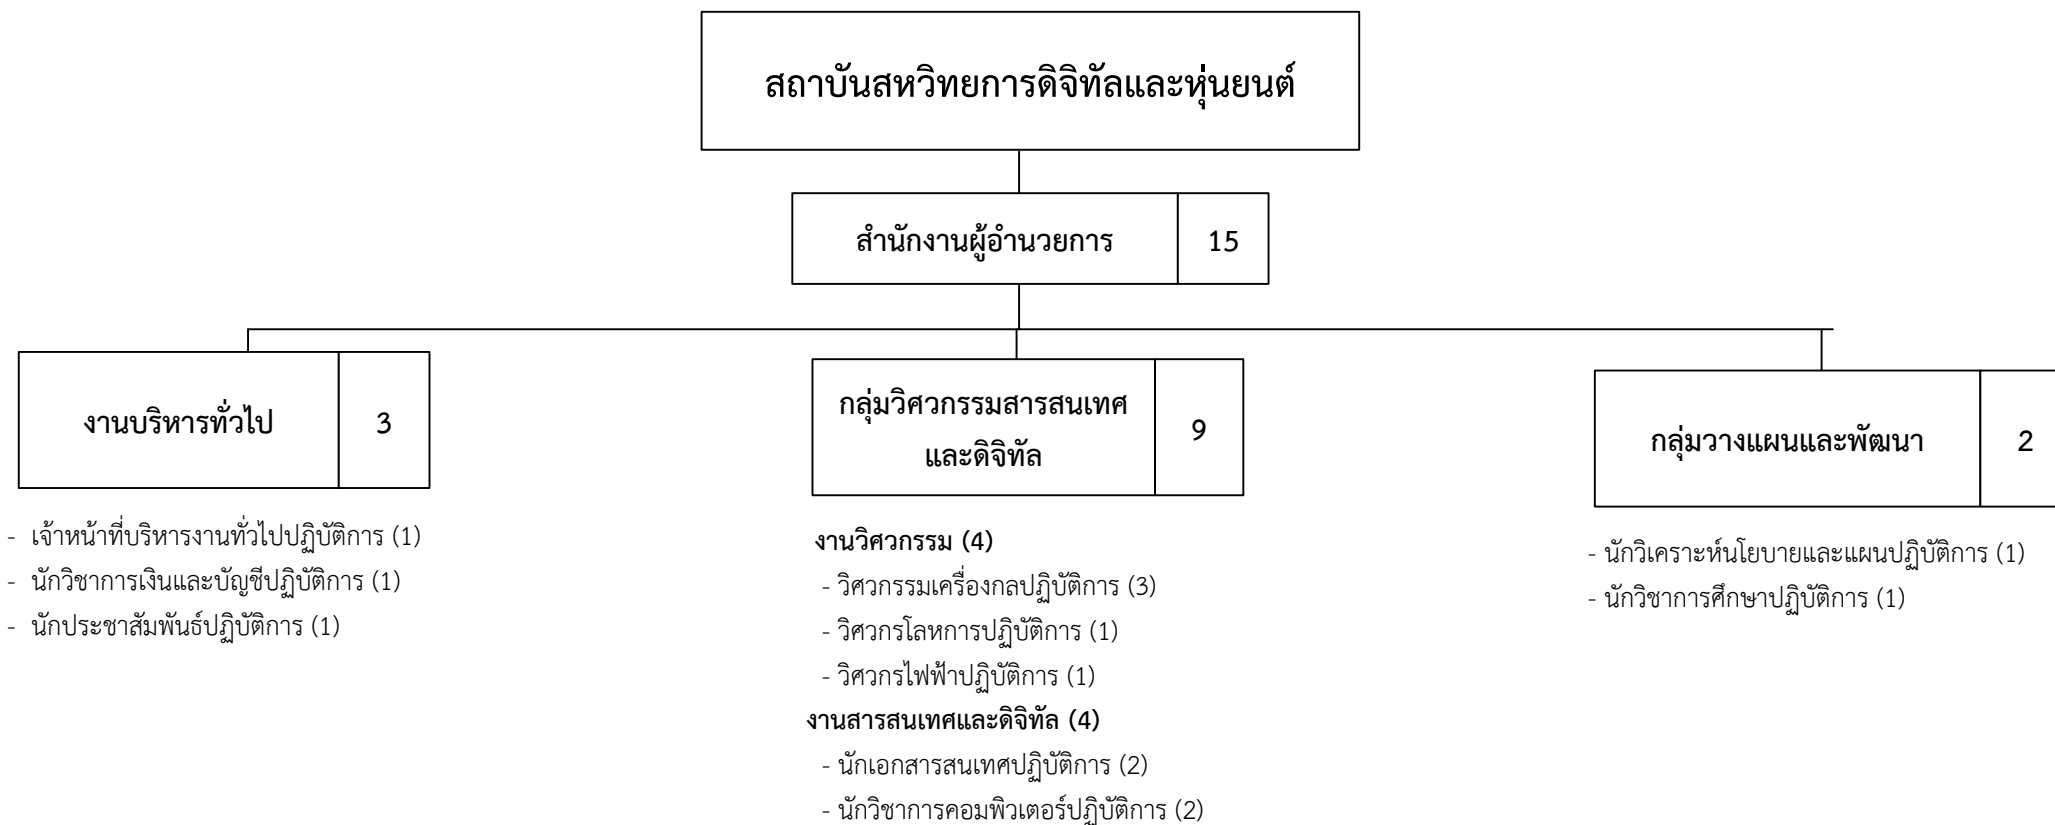 สถาบันสหวิทยการดิจิทัลและหุ่นยนต์
สำนักงานผู้อำนวยการ 15
งานบริหารทั่วไป 3
- เจ้าหน้าที่บริหารงานทั่วไปปฏิบัติการ (1)
- นักวิชาการเงินและบัญชีปฏิบัติการ (1)
- นักประชาสัมพันธ์ปฏิบัติการ (1)
กลุ่มวิศวกรรมสารสนเทศ
และดิจิทัล 9
งานวิศวกรรม (4)
- วิศวกรรมเครื่องกลปฏิบัติการ (3)
- วิศวกรโลหการปฏิบัติการ (1)
- วิศวกรไฟฟ้าปฏิบัติการ (1)
งานสารสนเทศและดิจิทัล (4)
- นักเอกสารสนเทศปฏิบัติการ (2)
- นักวิชาการคอมพิวเตอร์ปฏิบัติการ (2)
กลุ่มวางแผนและพัฒนา 2
- นักวิเคราะห์นโยบายและแผนปฏิบัติการ (1)
- นักวิชาการศึกษาปฏิบัติการ (1)